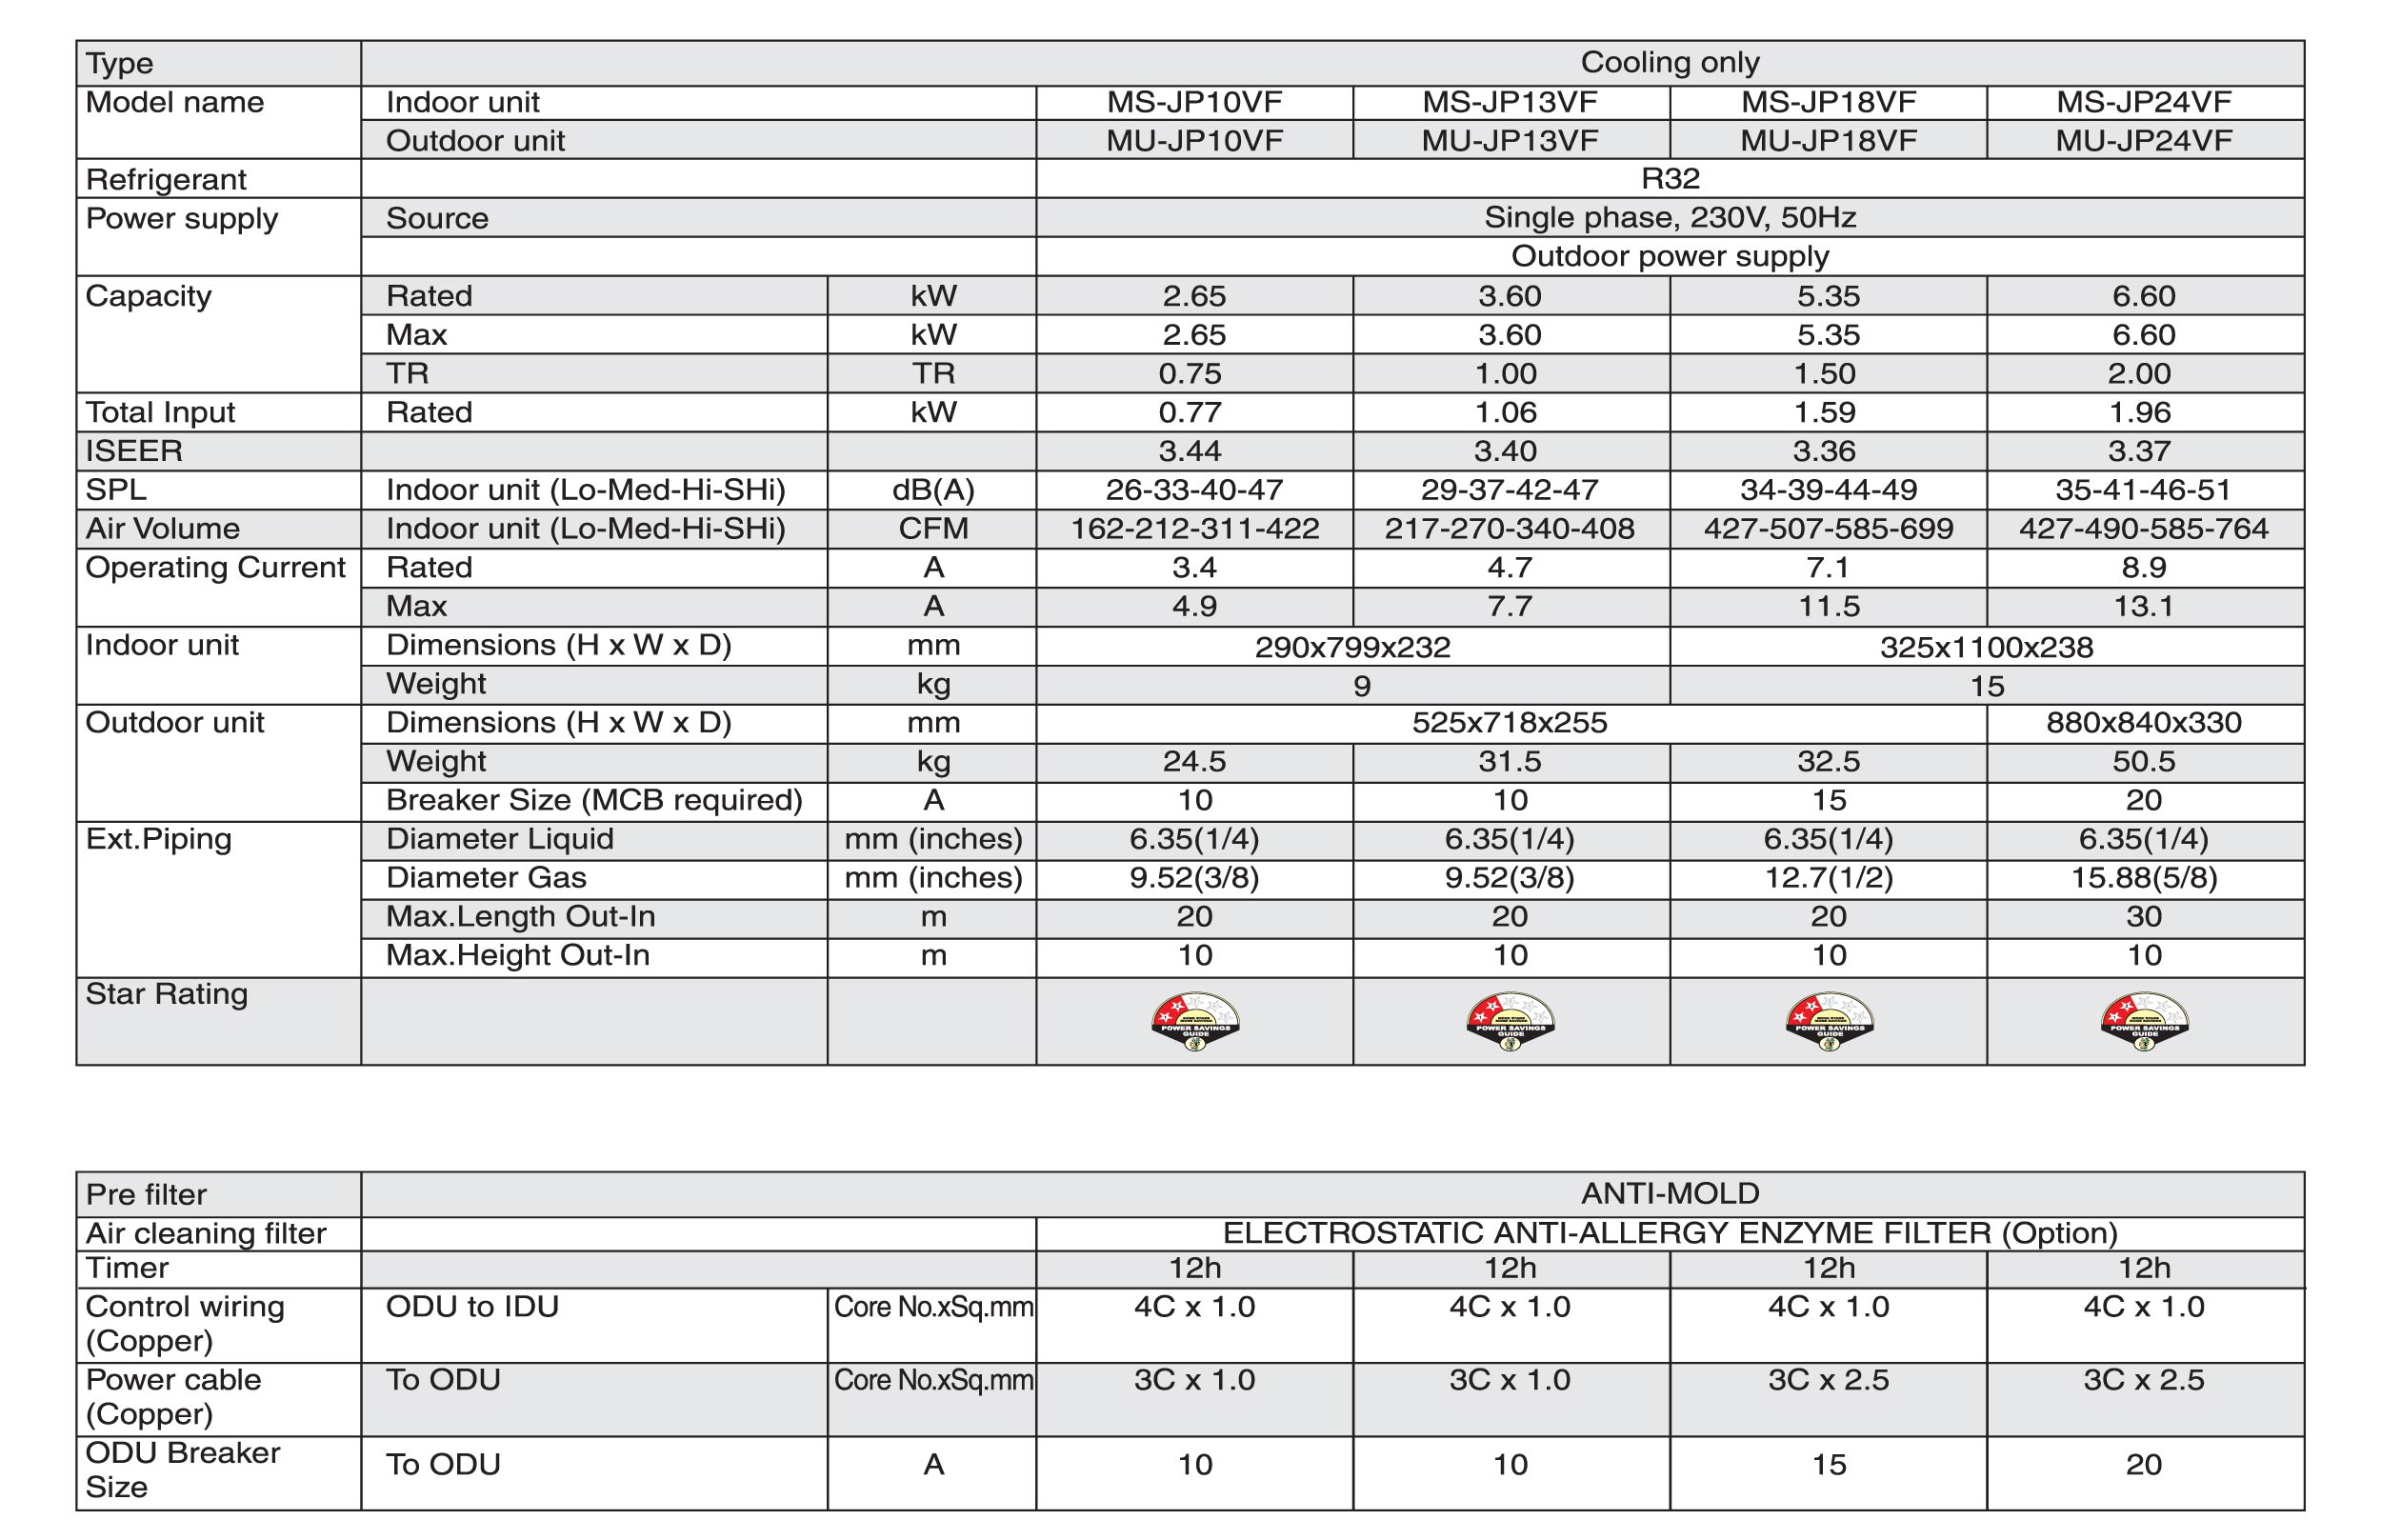 Type Cooling only
Model name Indoor unit MS-JP10VF MS-JP13VF MS-JP18VF MS-JP24VF
Outdoor unit MU-JP10VF MU-JP13VF MU-JP18VF MU-JP24VF
Refrigerant R32
Power supply Source Single phase, 230V, 50Hz
Outdoor power supply
Capacity Rated kW 2.65 3.60 5.35 6.60
Max kW 2.65 3.60 5.35 6.60
TR TR 0.75 1.00 1.50 2.00
Total Input Rated kW 0.77 1.06 1.59 1.96
ISEER 3.44 3.40 3.36 3.37
SPL Indoor unit (Lo-Med-Hi-SHi) dB(A) 26-33-40-47 29-37-42-47 34-39-44-49 35-41-46-51
Air Volume Indoor unit (Lo-Med-Hi-SHi) CFM 162-212-311-422 217-270-340-408 427-507-585-699 427-490-585-764
Operating Current Rated A 3.4 4.7 7.1 8.9
Max A 4.9 7.7 11.5 13.1
Indoor unit Dimensions (H x W x D) mm 290x799x232 325x1100x238
Weight kg 9 15
Outdoor unit Dimensions (H x W x D) mm 525x718x255 880x840x330
Weight kg 24.5 31.5 32.5 50.5
Breaker Size (MCB required) A 10 10 15 20
Ext.Piping Diameter Liquid mm (inches) 6.35(1/4) 6.35(1/4) 6.35(1/4) 6.35(1/4)
Diameter Gas mm (inches) 9.52(3/8) 9.52(3/8) 12.7(1/2) 15.88(5/8)
Max.Length Out-In m 20 20 20 30
Max.Height Out-In m 10 10 10 10
Star Rating
MORE STARS MORE STARS MORE STARS MORE STARS
MORE SAVINGS MORE SAVINGS MORE SAVINGS MORE SAVINGS
POWER SAVINGS POWER SAVINGS POWER SAVINGS POWER SAVINGS
GUIDE GUIDE GUIDE GUIDE
Pre filter ANTI-MOLD
Air cleaning filter ELECTROSTATIC ANTI-ALLERGY ENZYME FILTER (Option)
Timer 12h 12h 12h 12h
Control wiring ODU to IDU Core No.xSq.mm 4C x 1.0 4C x 1.0 4C x 1.0 4C x 1.0
(Copper)
Power cable To ODU Core No.xSq.mm 3C x 1.0 3C x 1.0 3C x 2.5 3C x 2.5
(Copper)
ODU Breaker To ODU A 10 10 15 20
Size